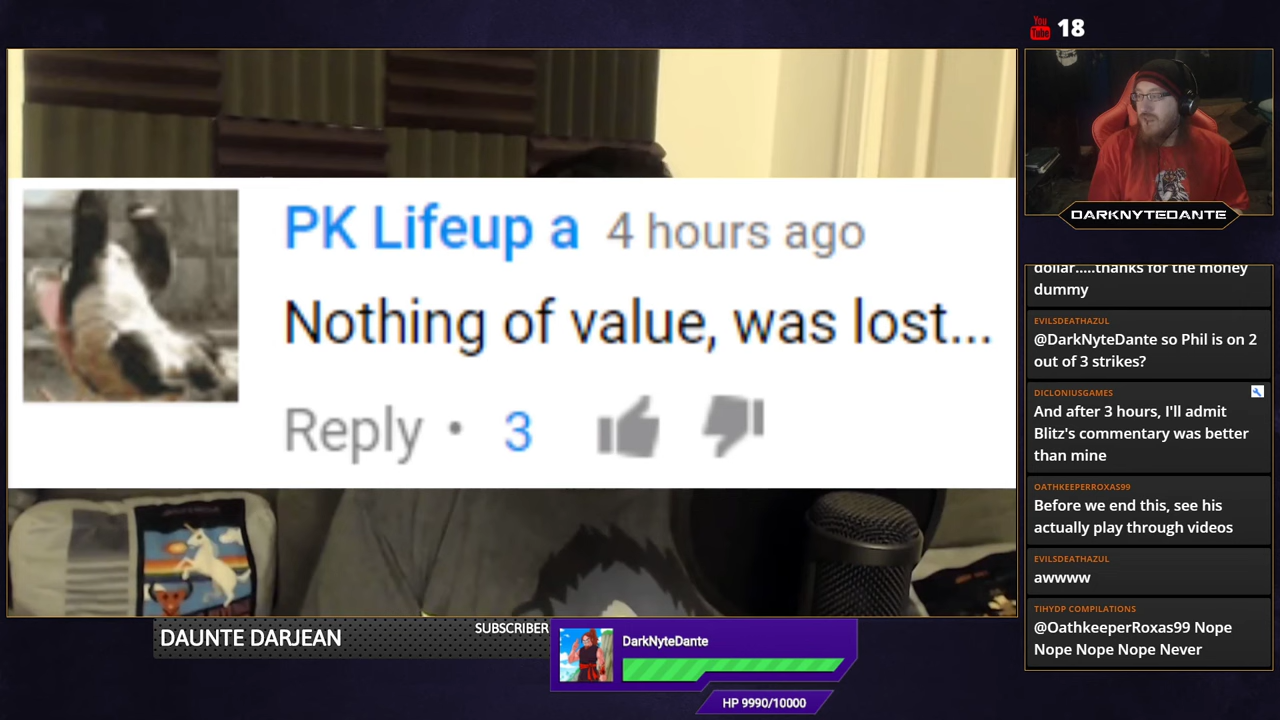 You
Tube
18
PK Lifeup a 4 hours ago
Nothing of value, was lost...
Reply • 3
DARKNYTEDANTE
dollar.....thanks for the money
dummy
EVILSDEATHAZUL
@DarkNyteDante so Phil is on 2
out of 3 strikes?
DICLONIUSGAMES
And after 3 hours, I'll admit
Blitz's commentary was better
than mine
OATHKEEPERROXAS99
Before we end this, see his
actually play through videos
EVILSDEATHAZUL
awwww
TIHYDP COMPILATIONS
@OathkeeperRoxas99 Nope
Nope Nope Nope Never
DAUNTE DARJEAN
SUBSCRIBER
DarkNyteDante
HP 9990/10000